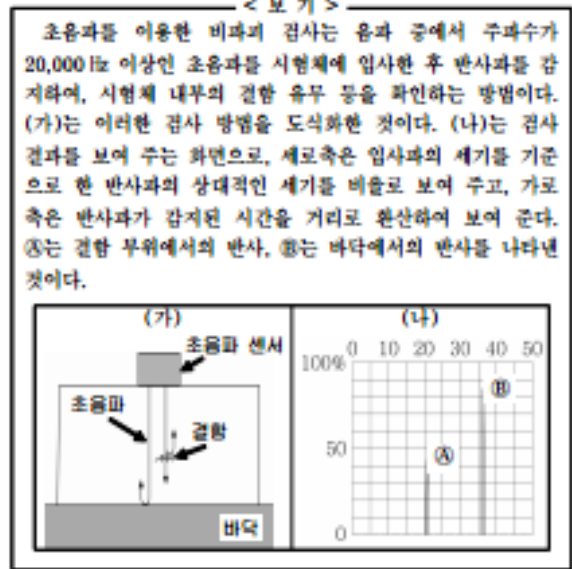 < 보 기 >
초음파를 이용한 비파괴 검사는 음파 중에서 주파수가
20,000 Hz 이상인 초음파를 시험체에 입사한 후 반사파를 감
지하여, 시험체 내부의 결함 유무 등을 확인하는 방법이다.
(가)는 이러한 검사 방법을 도식화한 것이다. (나)는 검사
결과를 보여 주는 화면으로, 세로축은 입사파의 세기를 기준
으로 한 반사파의 상대적인 세기를 비율로 보여 주고, 가로
축은 반사파가 감지된 시간을 거리로 환산하여 보여 준다.
Ⓐ는 결함 부위에서의 반사, Ⓑ는 바닥에서의 반사를 나타낸
것이다.
(가)
초음파 센서
초음파
결함
바닥
(나)
0 10 20 30 40 50
100%
Ⓑ
50
Ⓐ
0